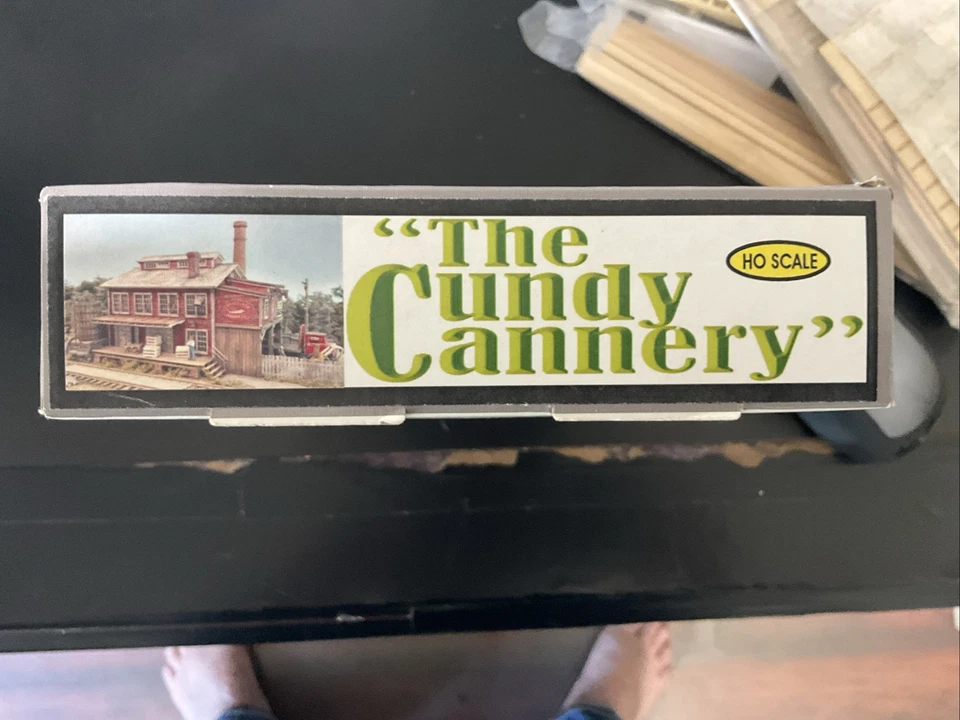 “The
Cundy
Cannery”
HO SCALE